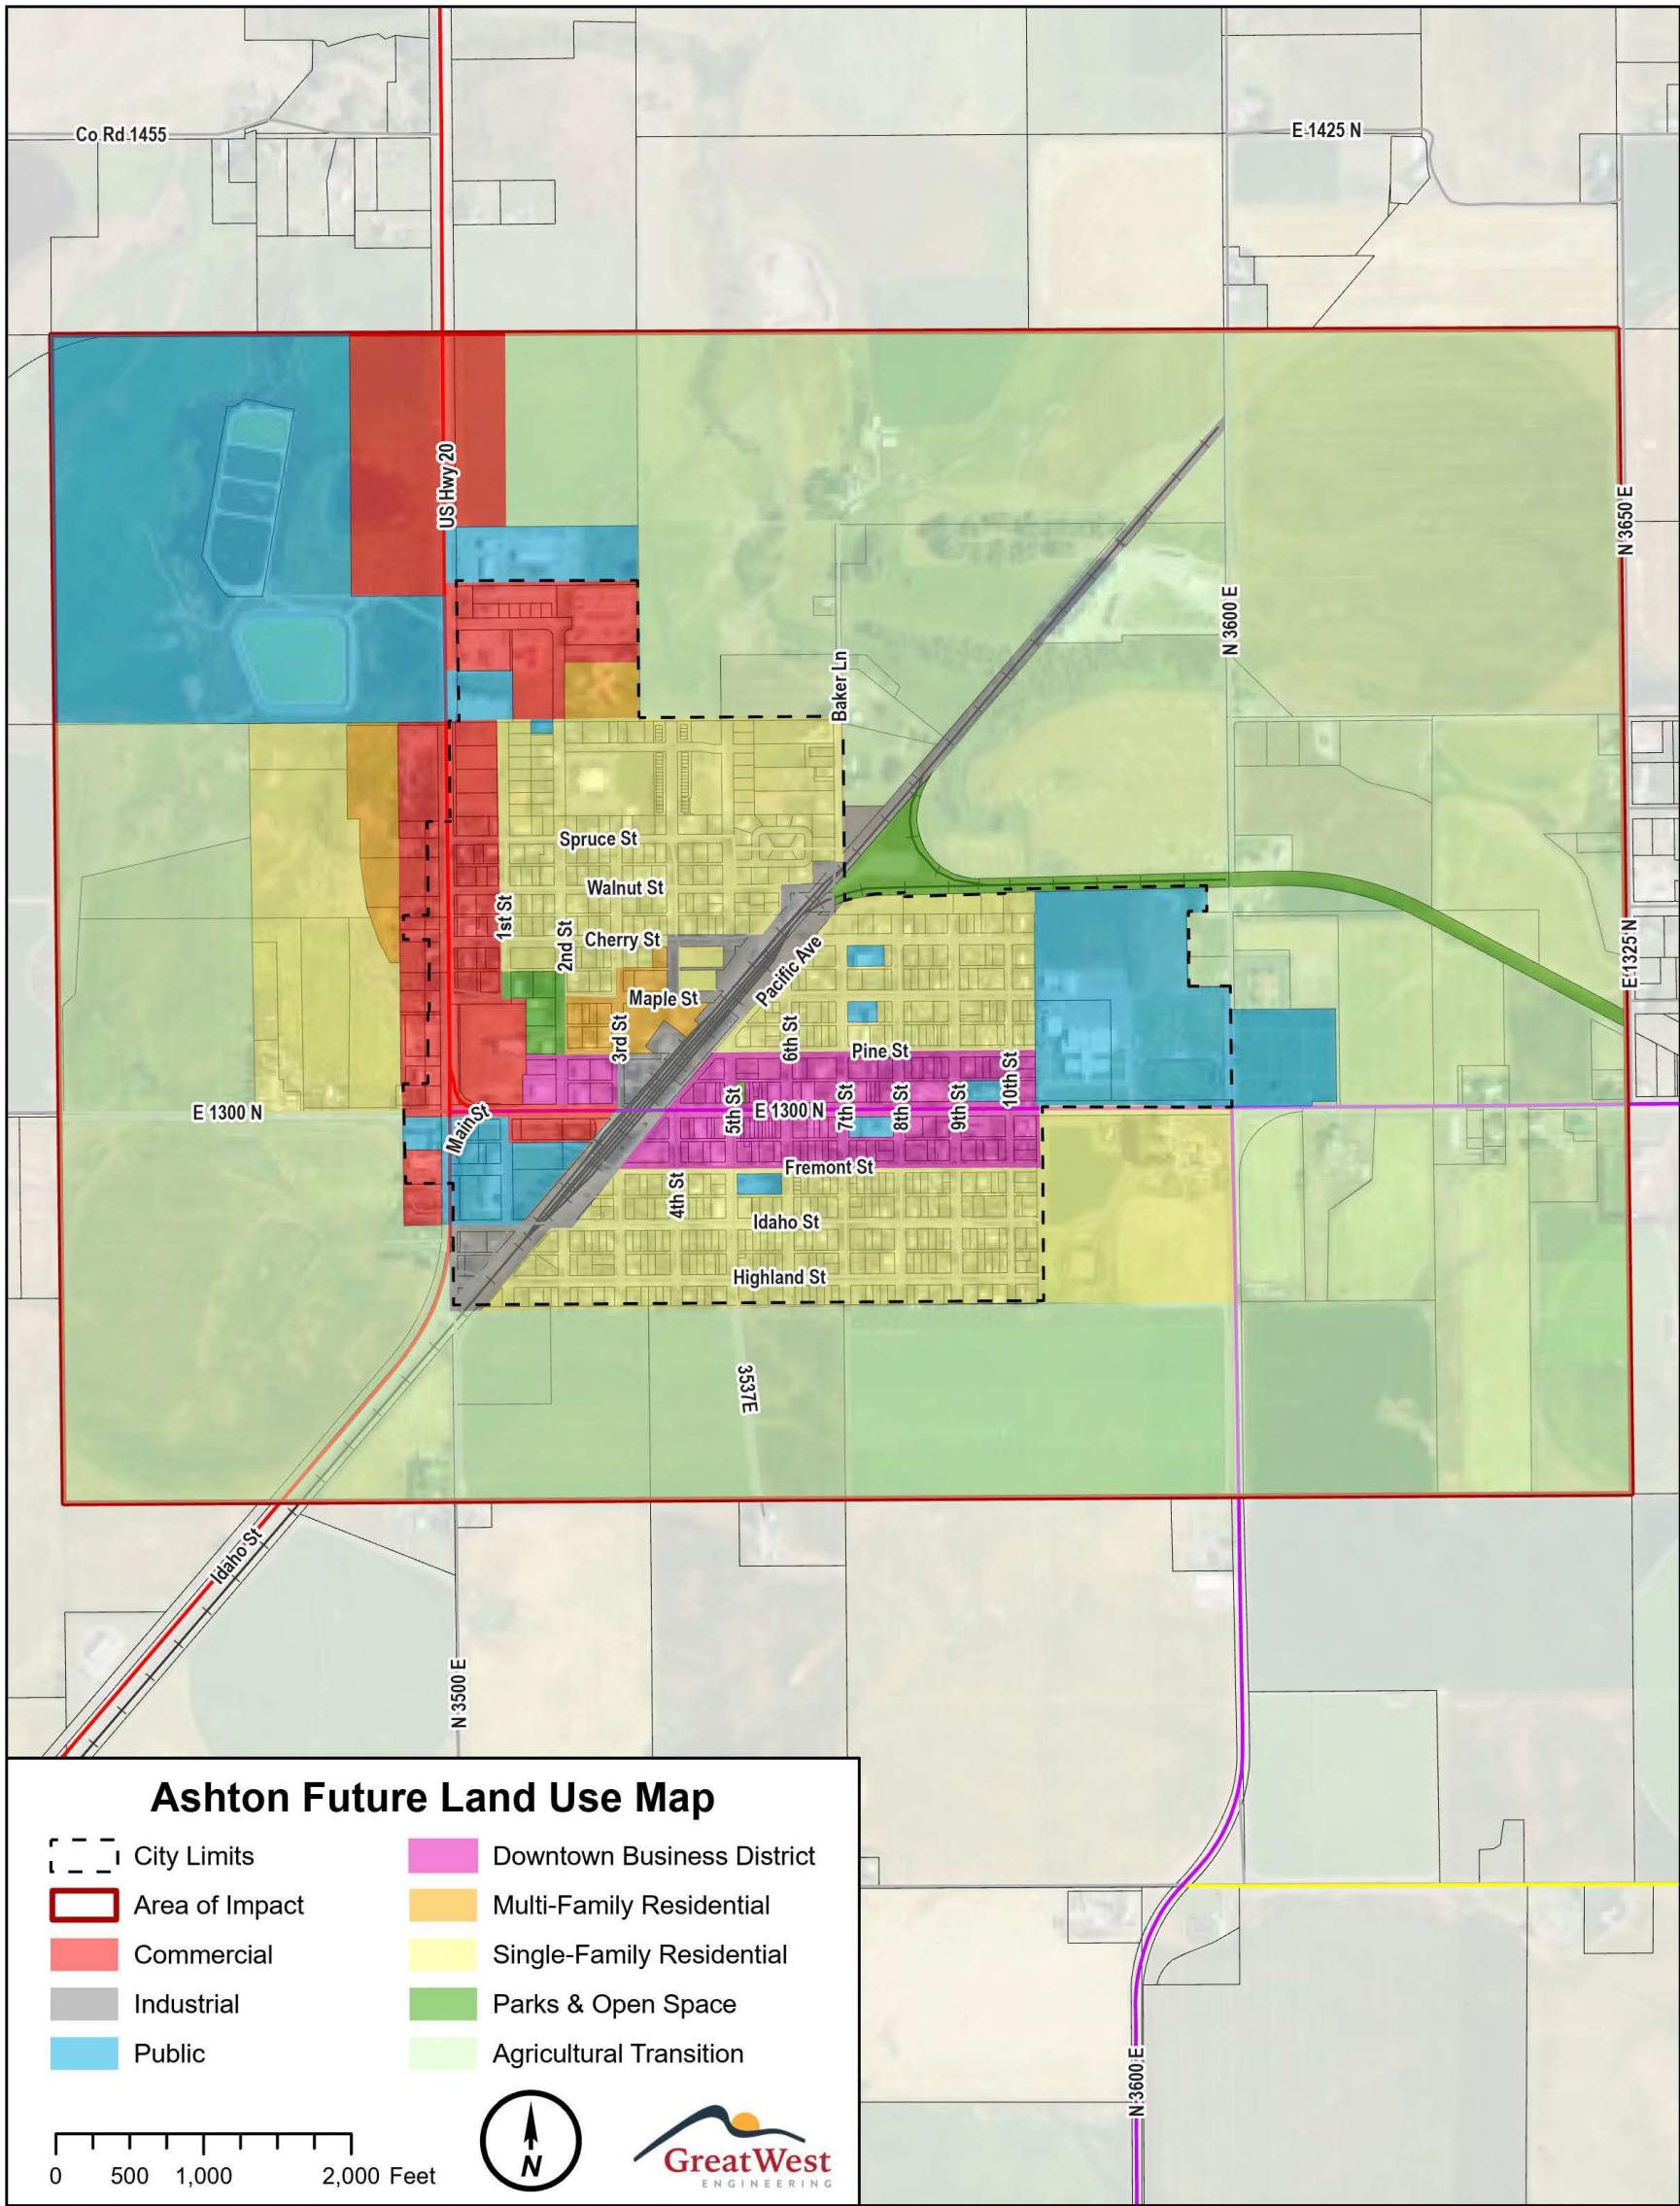 Co Rd 1455
E 1425 N
US Hwy 20
N 3650 E
N 3600 E
Baker Ln
Spruce St
Walnut St
1st St
2nd St
Cherry St
Pacific Ave
E 1325 N
Maple St
3rd St
6th St
Pine St
10th St
E 1300 N
Main St
5th St
E 1300 N
7th St
8th St
9th St
Fremont St
4th St
Idaho St
Highland St
3537E
Idaho St
N 3500 E
N 3600 E
Ashton Future Land Use Map
City Limits
Area of Impact
Commercial
Industrial
Public
Downtown Business District
Multi-Family Residential
Single-Family Residential
Parks & Open Space
Agricultural Transition
0 500 1,000 2,000 Feet
N
GreatWest
ENGINEERING